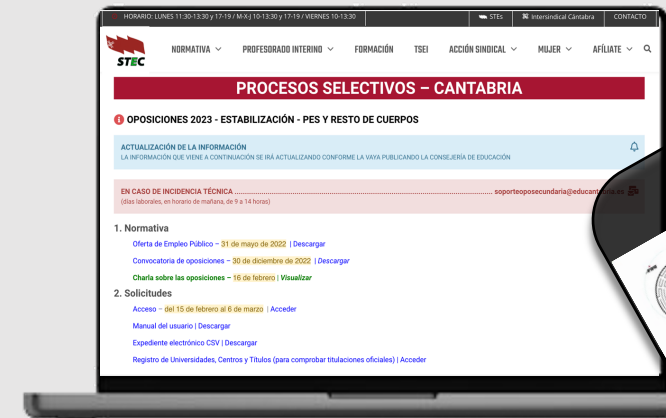 HORARIO: LUNES 11:30-13:30 y 17-19 / M-X-J 10-13:30 y 17-19 / VIERNES 10-13:30
STEs
Intersindical Cántabra
CONTACTO
STEC
NORMATIVA
PROFESORADO INTERINO
FORMACIÓN
TSEI
ACCIÓN SINDICAL
MUJER
AFÍLIATE
PROCESOS SELECTIVOS – CANTABRIA
OPOSICIONES 2023 - ESTABILIZACIÓN - PES Y RESTO DE CUERPOS
ACTUALIZACIÓN DE LA INFORMACIÓN
LA INFORMACIÓN QUE VIENE A CONTINUACIÓN SE IRÁ ACTUALIZANDO CONFORME LA VAYA PUBLICANDO LA CONSEJERÍA DE EDUCACIÓN
EN CASO DE INCIDENCIA TÉCNICA ........ soporteoposecundaria@educantabria.es
(días laborales, en horario de mañana, de 9 a 14 horas)
1. Normativa
Oferta de Empleo Público – 31 de mayo de 2022 | Descargar
Convocatoria de oposiciones – 30 de diciembre de 2022 | Descargar
Charla sobre las oposiciones – 16 de febrero | Visualizar
2. Solicitudes
Acceso – del 15 de febrero al 6 de marzo | Acceder
Manual del usuario | Descargar
Expediente electrónico CSV | Descargar
Registro de Universidades, Centros y Títulos (para comprobar titulaciones oficiales) | Acceder